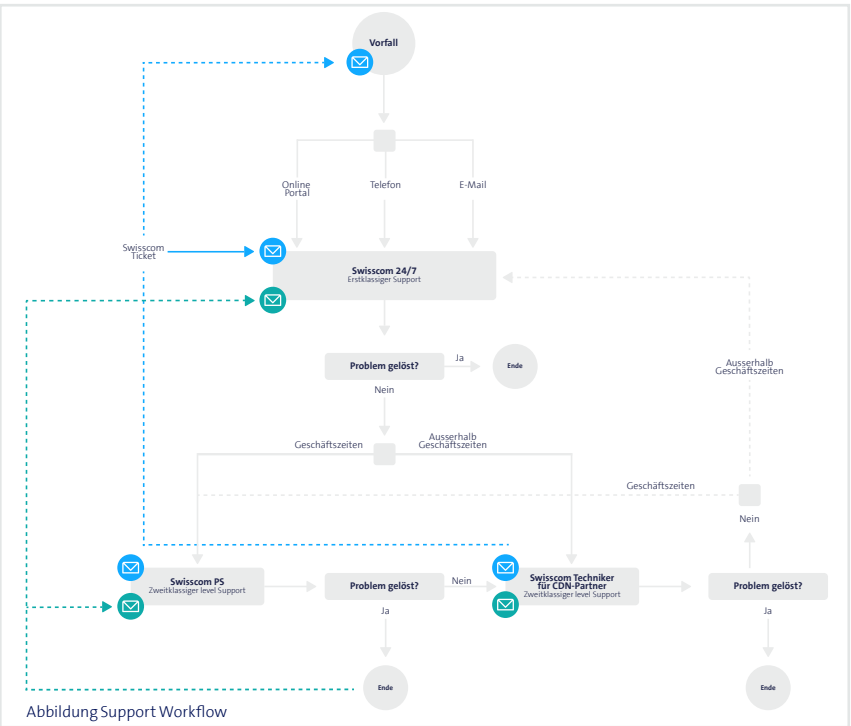 Vorfall
Online
Portal
Telefon
E-Mail
Swisscom
Ticket
Swisscom 24/7
Erstklassiger Support
Problem gelöst?
Ja
Ende
Nein
Ausserhalb
Geschäftszeiten
Geschäftszeiten
Ausserhalb
Geschäftszeiten
Geschäftszeiten
Nein
Swisscom PS
Zweitklassiger level Support
Problem gelöst?
Nein
Swisscom Techniker
für CDN-Partner
Zweitklassiger level Support
Problem gelöst?
Ja
Ja
Ende
Ende
Abbildung Support Workflow